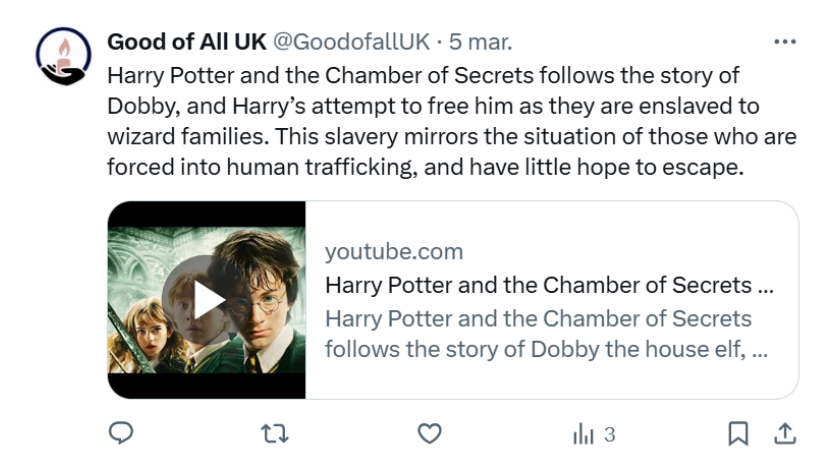 Good of All UK @GoodofallUK · 5 mar.
Harry Potter and the Chamber of Secrets follows the story of
Dobby, and Harry’s attempt to free him as they are enslaved to
wizard families. This slavery mirrors the situation of those who are
forced into human trafficking, and have little hope to escape.
youtube.com
Harry Potter and the Chamber of Secrets ...
Harry Potter and the Chamber of Secrets
follows the story of Dobby the house elf, ...
3